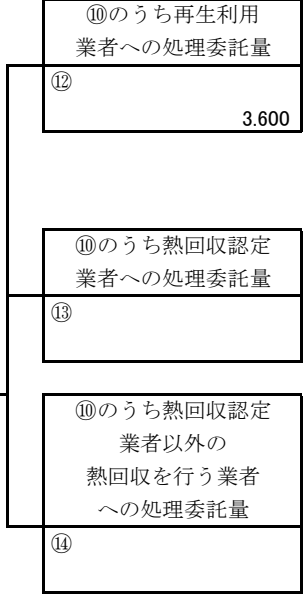 ⑩のうち再生利用
業者への処理委託量
⑫
3.600
⑩のうち熱回収認定
業者への処理委託量
⑬
⑩のうち熱回収認定
業者以外の
熱回収を行う業者
への処理委託量
⑭